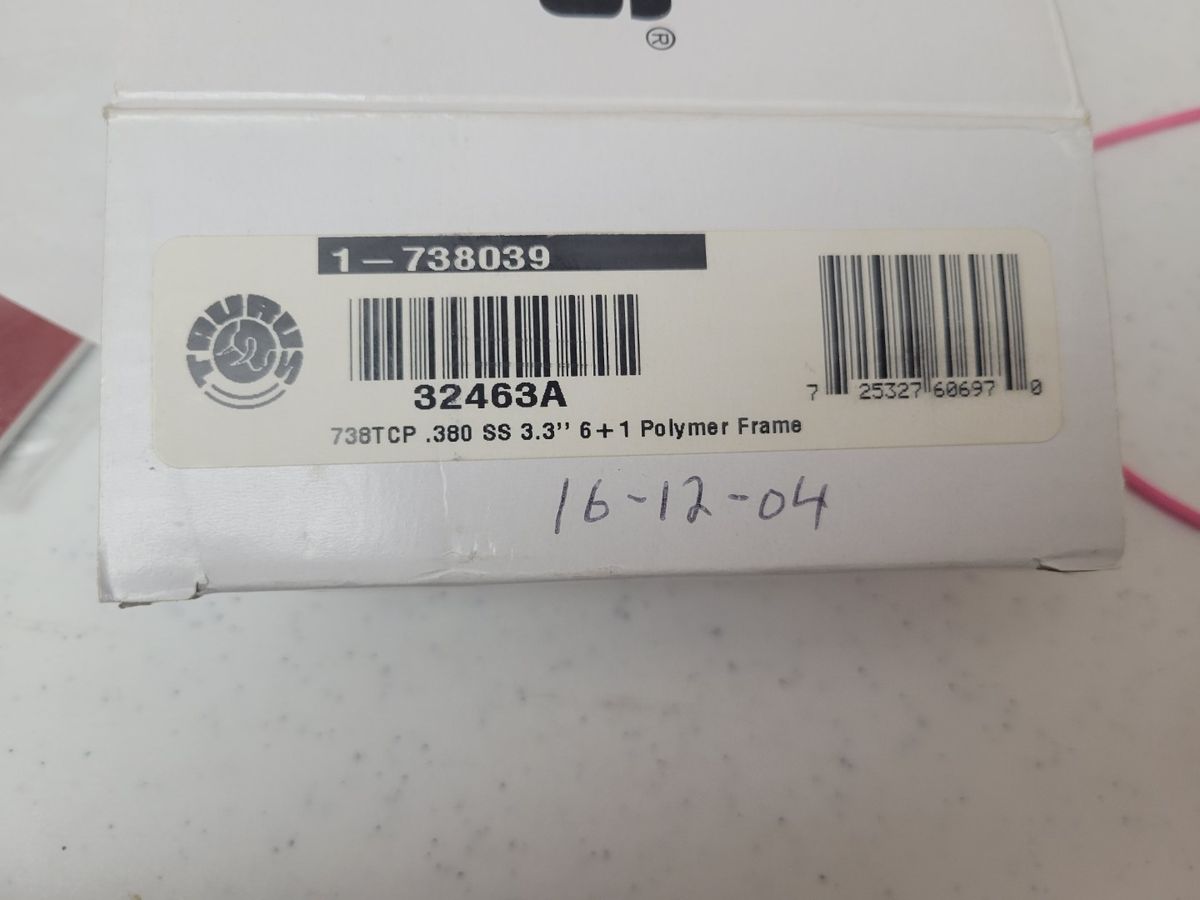 ®
1-738039
TAURUS
32463A
7 25327 60697 0
738TCP .380 SS 3.3" 6+1 Polymer Frame
16-12-04